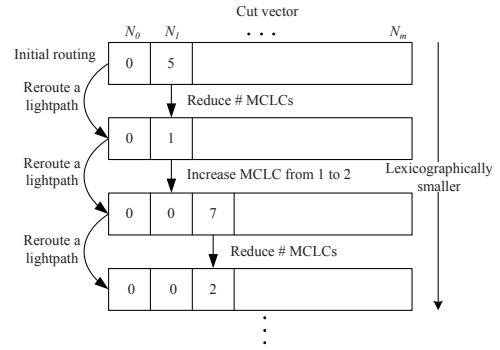 Cut vector
N0 N1 . . . Nm
Initial routing
0 5
Reroute a
lightpath
Reduce # MCLCs
0 1
Reroute a
lightpath
Increase MCLC from 1 to 2
Lexicographically
smaller
0 0 7
Reroute a
lightpath
Reduce # MCLCs
0 0 2